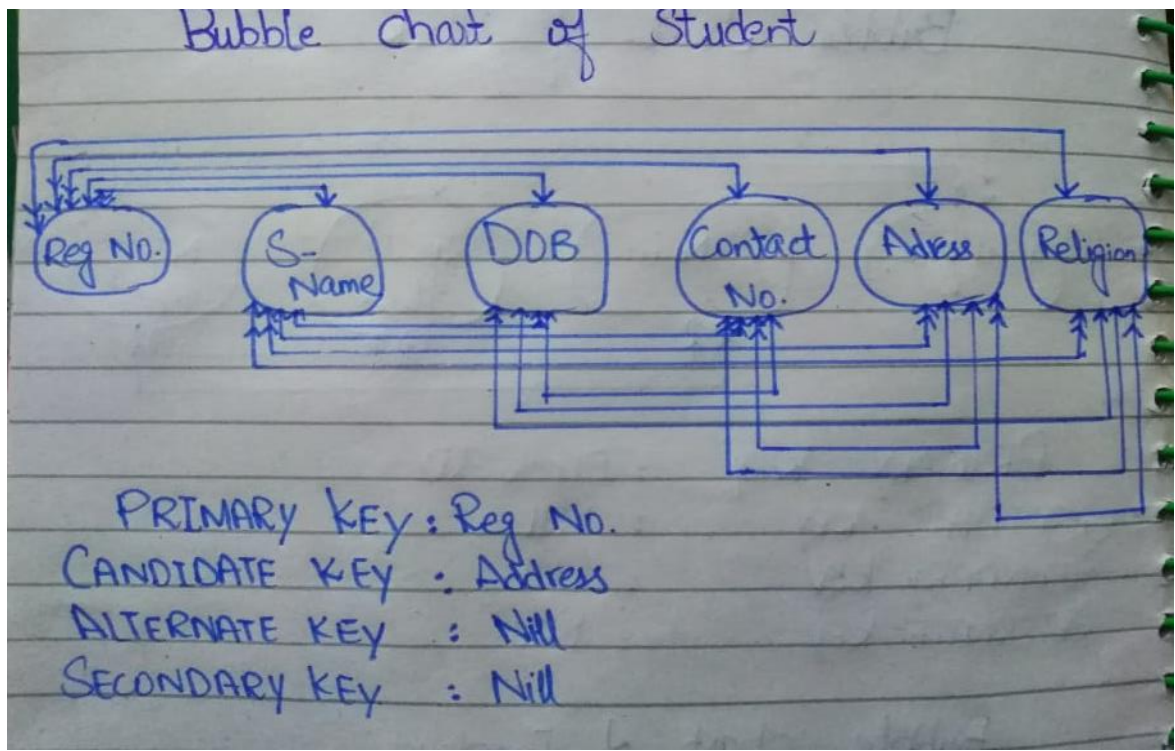 Bubble Chart of Student
Reg No.
S-
Name
DOB
Contact
No.
Adress
Religion
PRIMARY KEY : Reg No.
CANDIDATE KEY : Address
ALTERNATE KEY : Nill
SECONDARY KEY : Nill